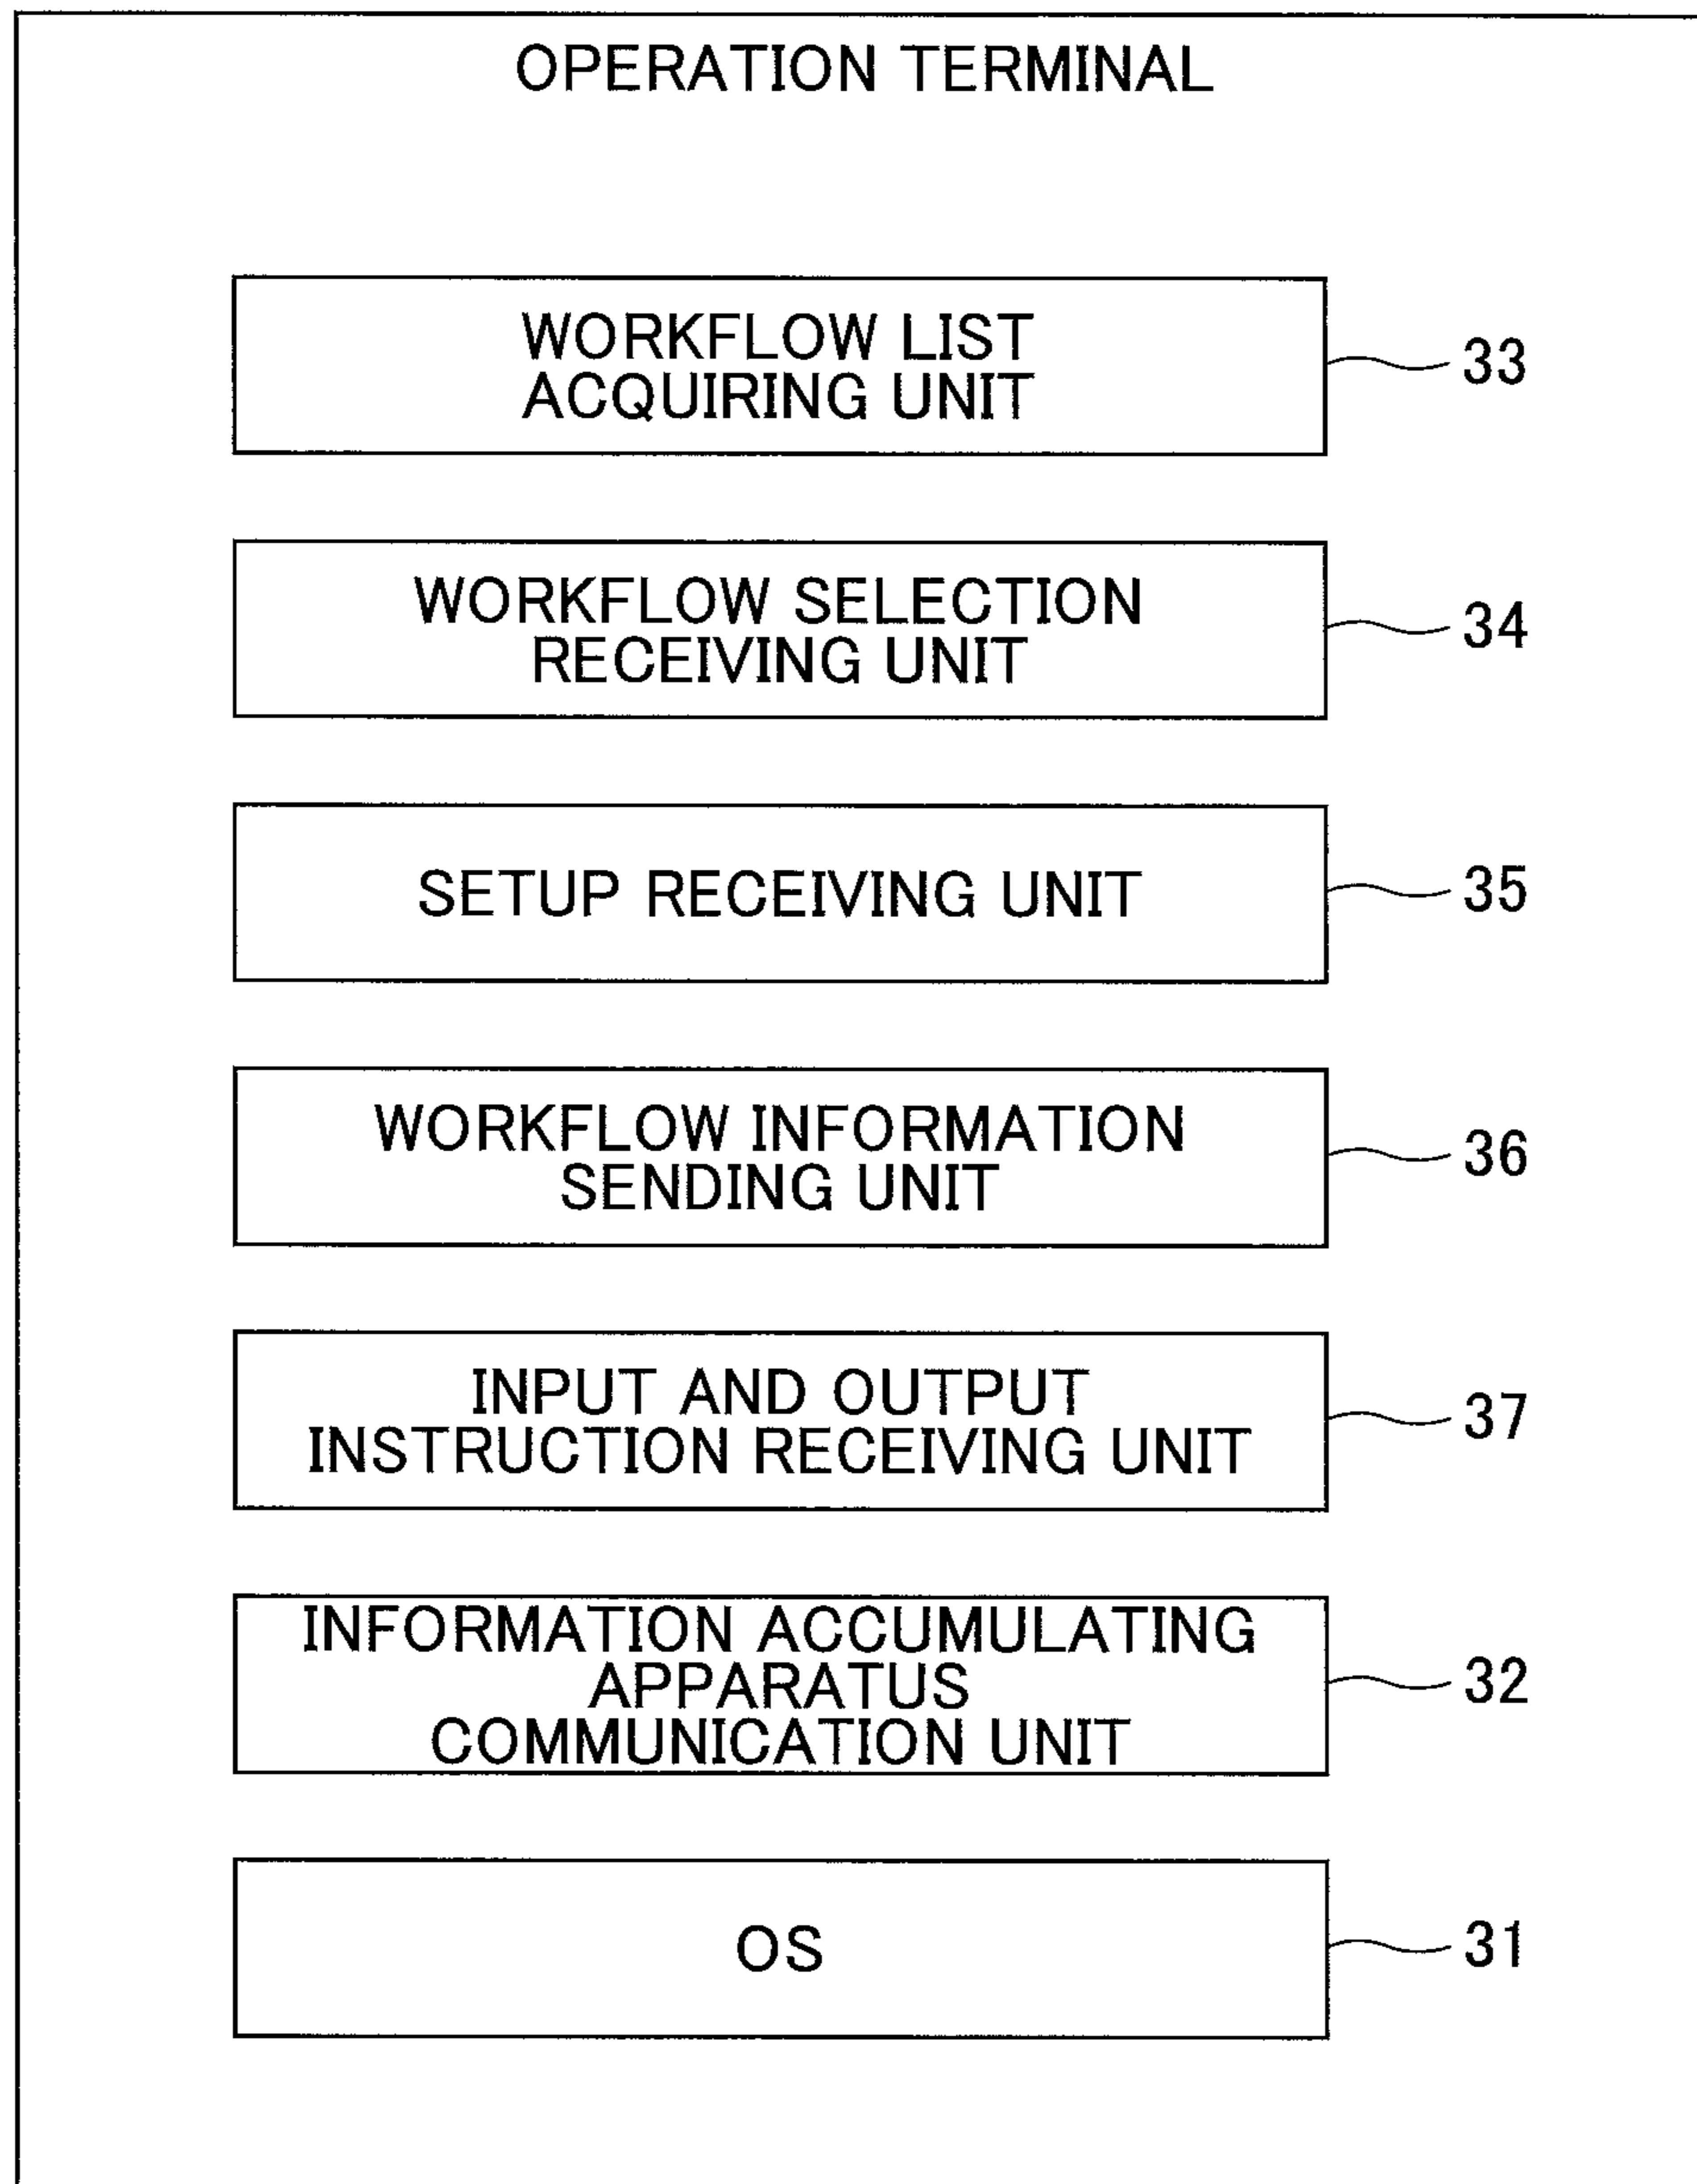 OPERATION TERMINAL
WORKFLOW LIST
ACQUIRING UNIT
33
WORKFLOW SELECTION
RECEIVING UNIT
34
SETUP RECEIVING UNIT
35
WORKFLOW INFORMATION
SENDING UNIT
36
INPUT AND OUTPUT
INSTRUCTION RECEIVING UNIT
37
INFORMATION ACCUMULATING
APPARATUS
COMMUNICATION UNIT
32
OS
31